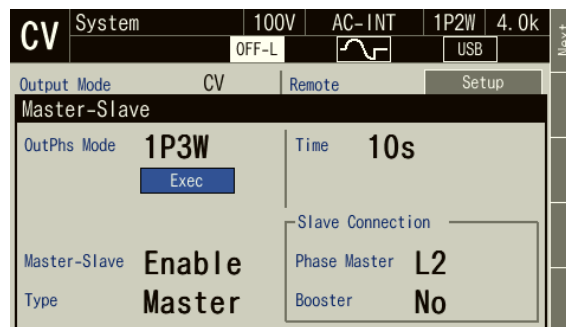 CV System 100V AC-INT 1P2W 4.0k
OFF-L USB
Next
Output Mode CV Remote Setup
Master-Slave
OutPhs Mode 1P3W Time 10s
Exec
Slave Connection
Master-Slave Enable Phase Master L2
Type Master Booster No